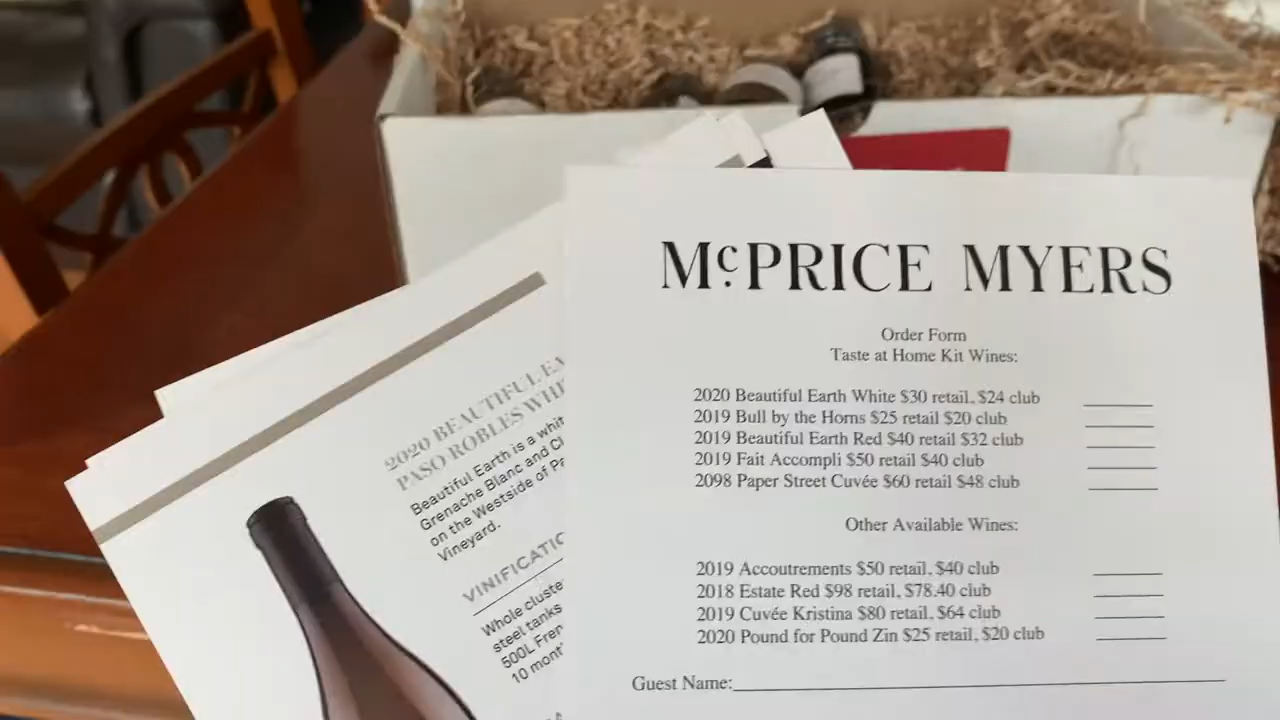 McPRICE MYERS
Order Form
Taste at Home Kit Wines:
2020 Beautiful Earth White $30 retail, $24 club
2019 Bull by the Horns $25 retail $20 club
2019 Beautiful Earth Red $40 retail $32 club
2019 Fait Accompli $50 retail $40 club
2098 Paper Street Cuvée $60 retail $48 club
Other Available Wines:
2019 Accoutrements $50 retail, $40 club
2018 Estate Red $98 retail, $78.40 club
2019 Cuvée Kristina $80 retail, $64 club
2020 Pound for Pound Zin $25 retail, $20 club
Guest Name:
2020 BEAUTIFUL EA
PASO ROBLES WHI
Beautiful Earth is a whit
Grenache Blanc and Cl
on the Westside of Pa
Vineyard.
VINIFICATIO
Whole cluste
steel tanks
500L Fren
10 mont